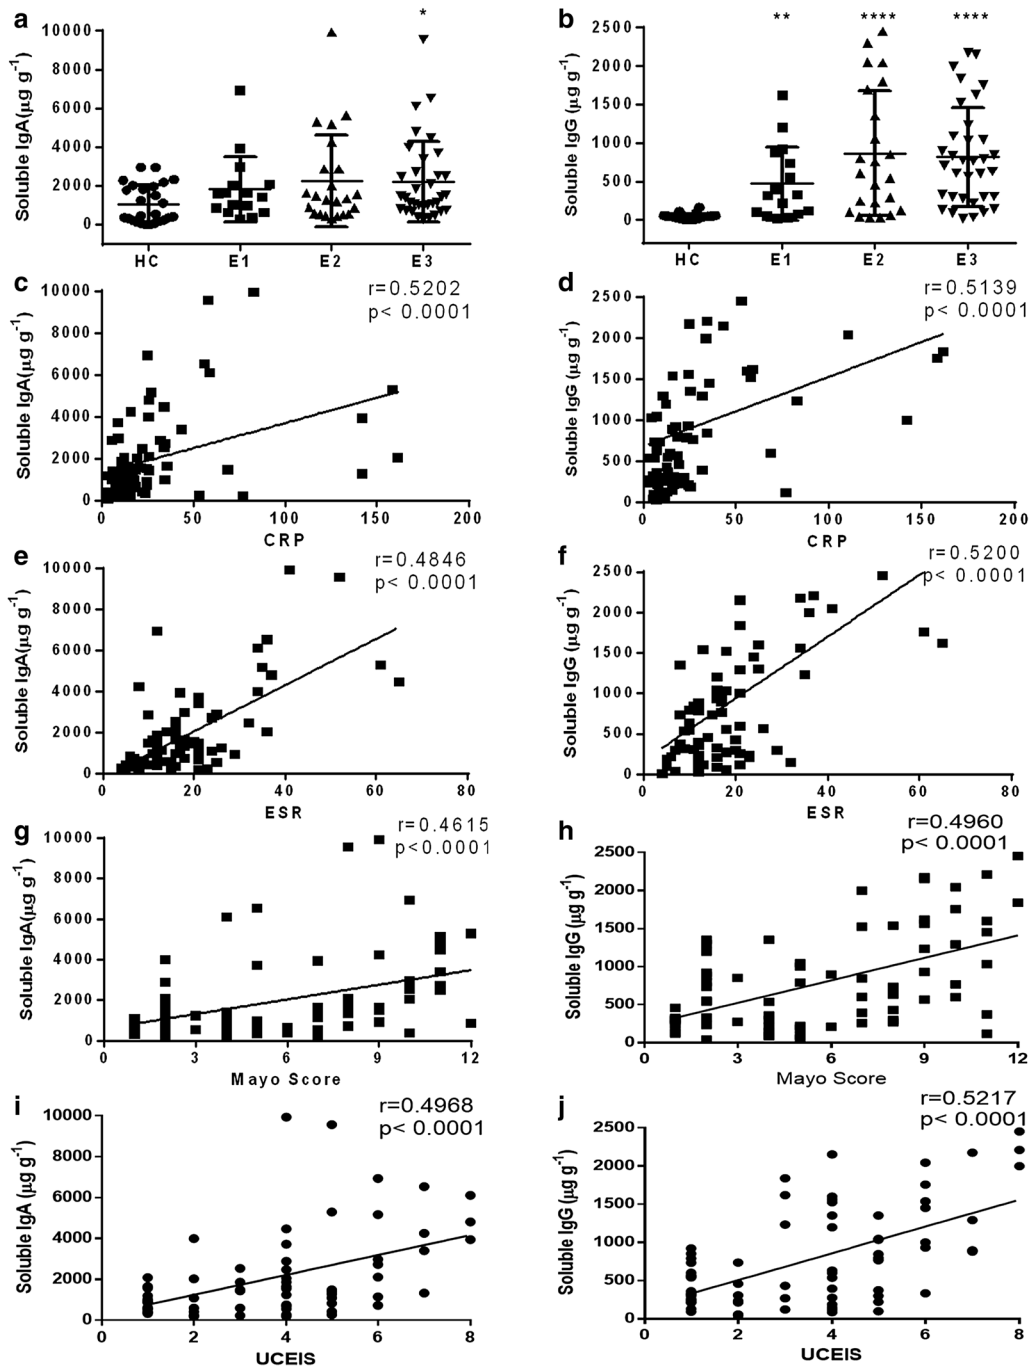 a
*
Soluble IgA(μg g-1)
10000
8000
6000
4000
2000
0
HC E1 E2 E3
b
** **** ****
Soluble IgG (μg g-1)
2500
2000
1500
1000
500
0
HC E1 E2 E3
c
r=0.5202
p< 0.0001
Soluble IgA(μg g-1)
10000
8000
6000
4000
2000
0
0 50 100 150 200
CRP
d
r=0.5139
p< 0.0001
Soluble IgG (μg g-1)
2500
2000
1500
1000
500
0
0 50 100 150 200
CRP
e
r=0.4846
p< 0.0001
Soluble IgA(μg g-1)
10000
8000
6000
4000
2000
0
0 20 40 60 80
ESR
f
r=0.5200
p< 0.0001
Soluble IgG (μg g-1)
2500
2000
1500
1000
500
0
0 20 40 60 80
ESR
g
r=0.4615
p<0.0001
Soluble IgA(μg g-1)
10000
8000
6000
4000
2000
0
0 3 6 9 12
Mayo Score
h
r=0.4960
p< 0.0001
Soluble IgG (μg g-1)
2500
2000
1500
1000
500
0
0 3 6 9 12
Mayo Score
i
r=0.4968
p< 0.0001
Soluble IgA (μg g-1)
10000
8000
6000
4000
2000
0
0 2 4 6 8
UCEIS
j
r=0.5217
p< 0.0001
Soluble IgG (μg g-1)
2500
2000
1500
1000
500
0
0 2 4 6 8
UCEIS